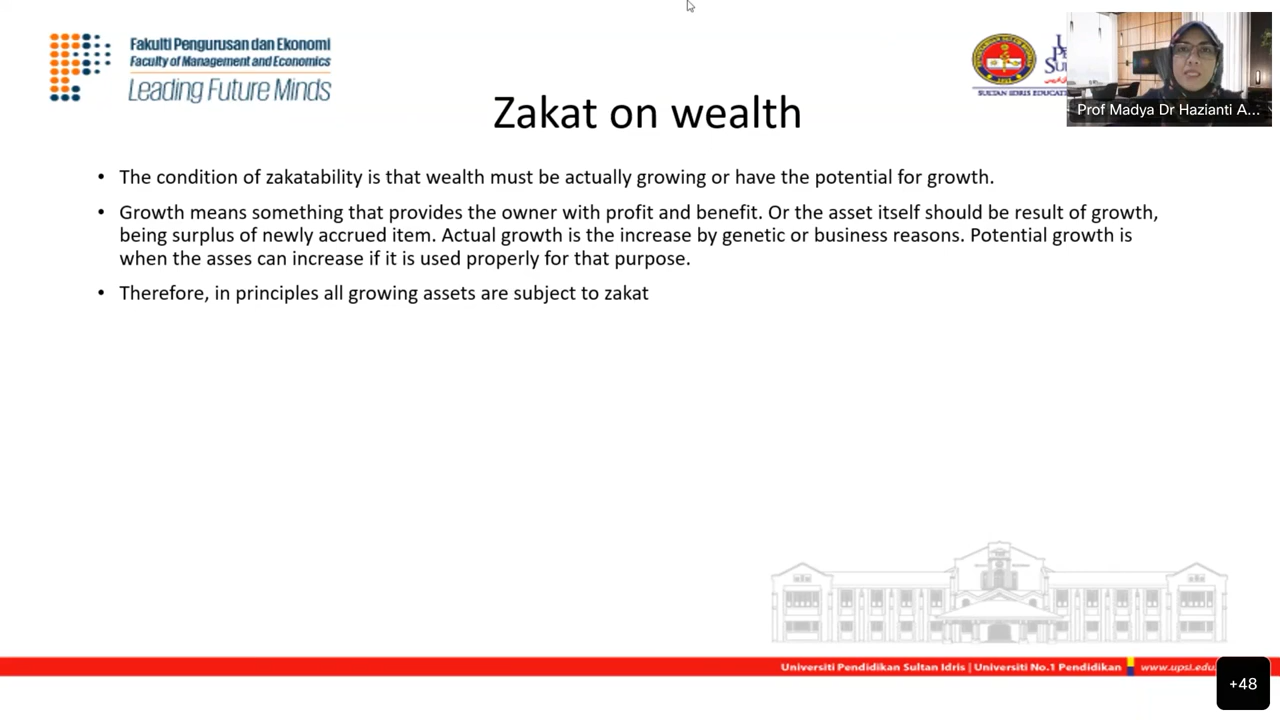 Fakulti Pengurusan dan Ekonomi
Faculty of Management and Economics
Leading Future Minds
SULTAN IDRIS EDUCAT
Prof Madya Dr Hazianti A...
Zakat on wealth
• The condition of zakatability is that wealth must be actually growing or have the potential for growth.
• Growth means something that provides the owner with profit and benefit. Or the asset itself should be result of growth,
being surplus of newly accrued item. Actual growth is the increase by genetic or business reasons. Potential growth is
when the asses can increase if it is used properly for that purpose.
• Therefore, in principles all growing assets are subject to zakat
Universiti Pendidikan Sultan Idris | Universiti No.1 Pendidikan www.upsi.edu.
+48